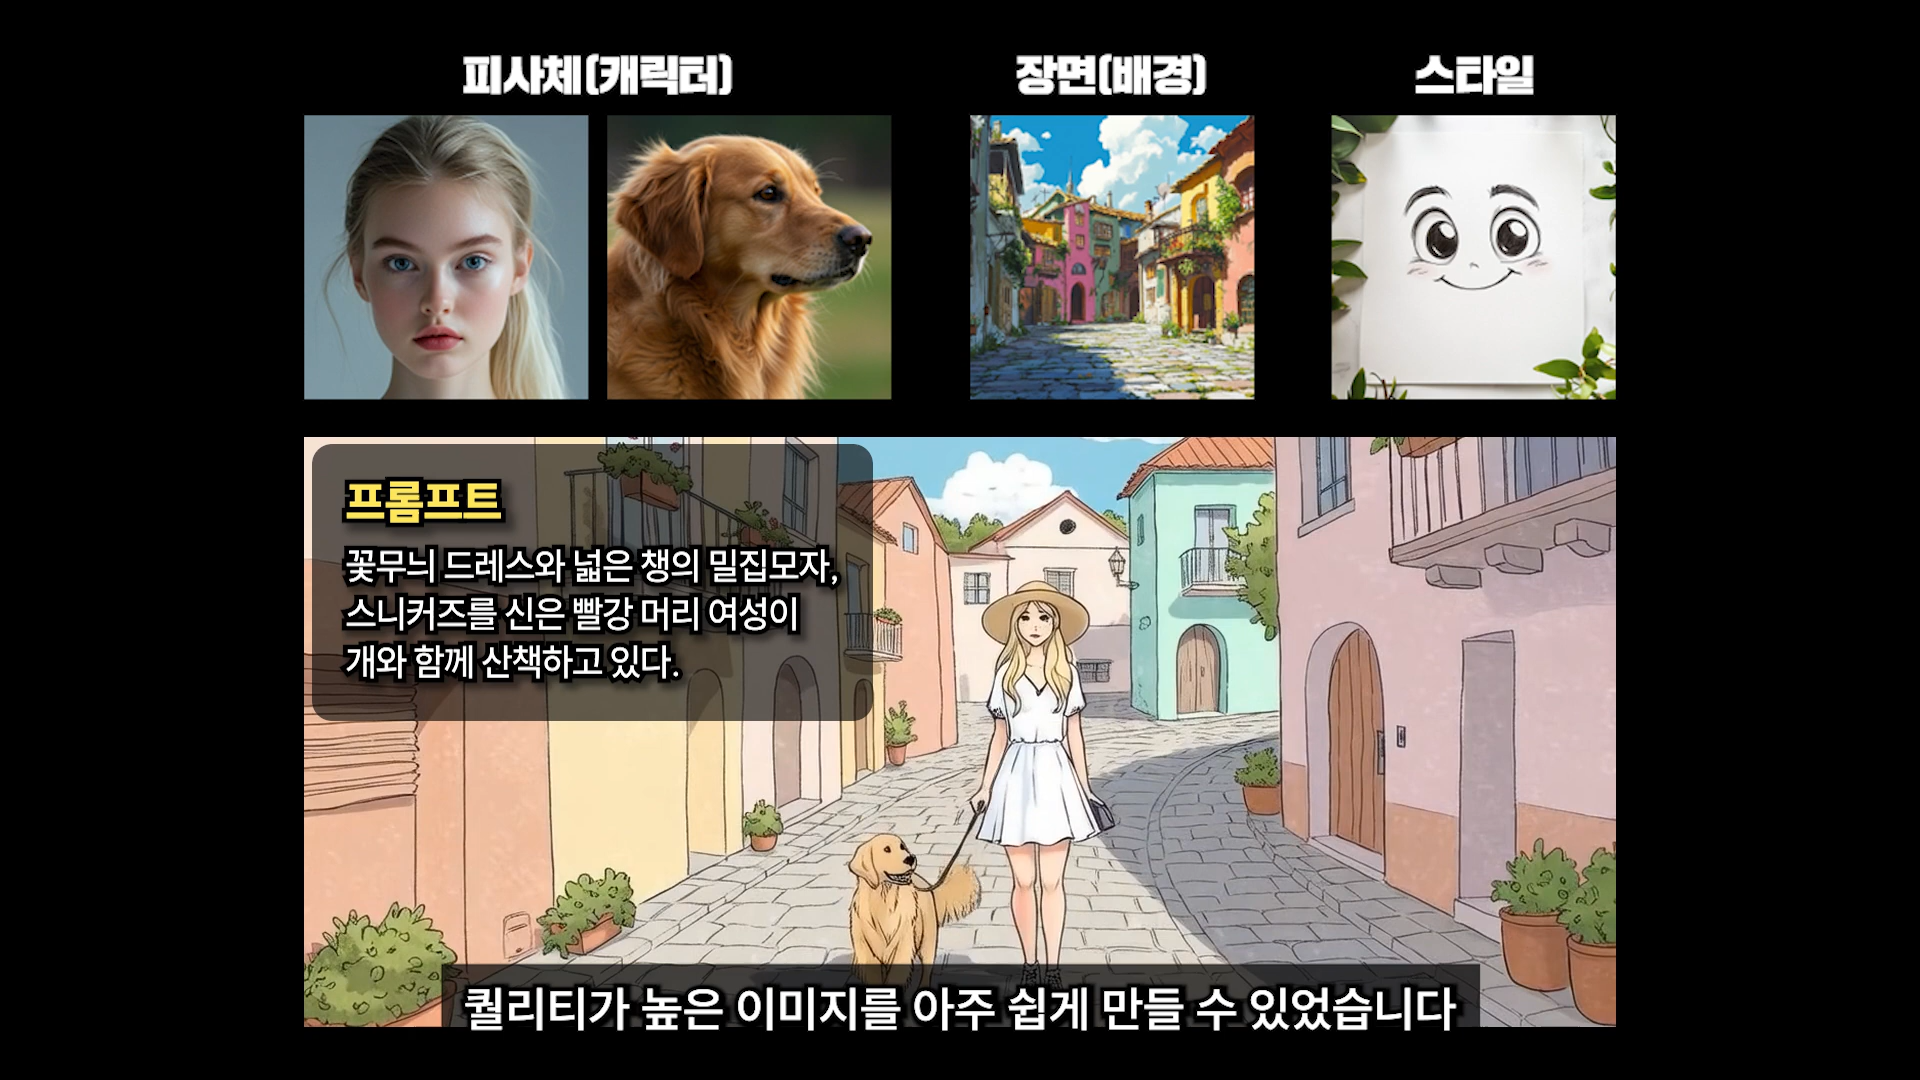 피사체(캐릭터)
장면(배경)
스타일
프롬프트
꽃무늬 드레스와 넓은 챙의 밀집모자,
스니커즈를 신은 빨강 머리 여성이
개와 함께 산책하고 있다.
퀄리티가 높은 이미지를 아주 쉽게 만들 수 있었습니다